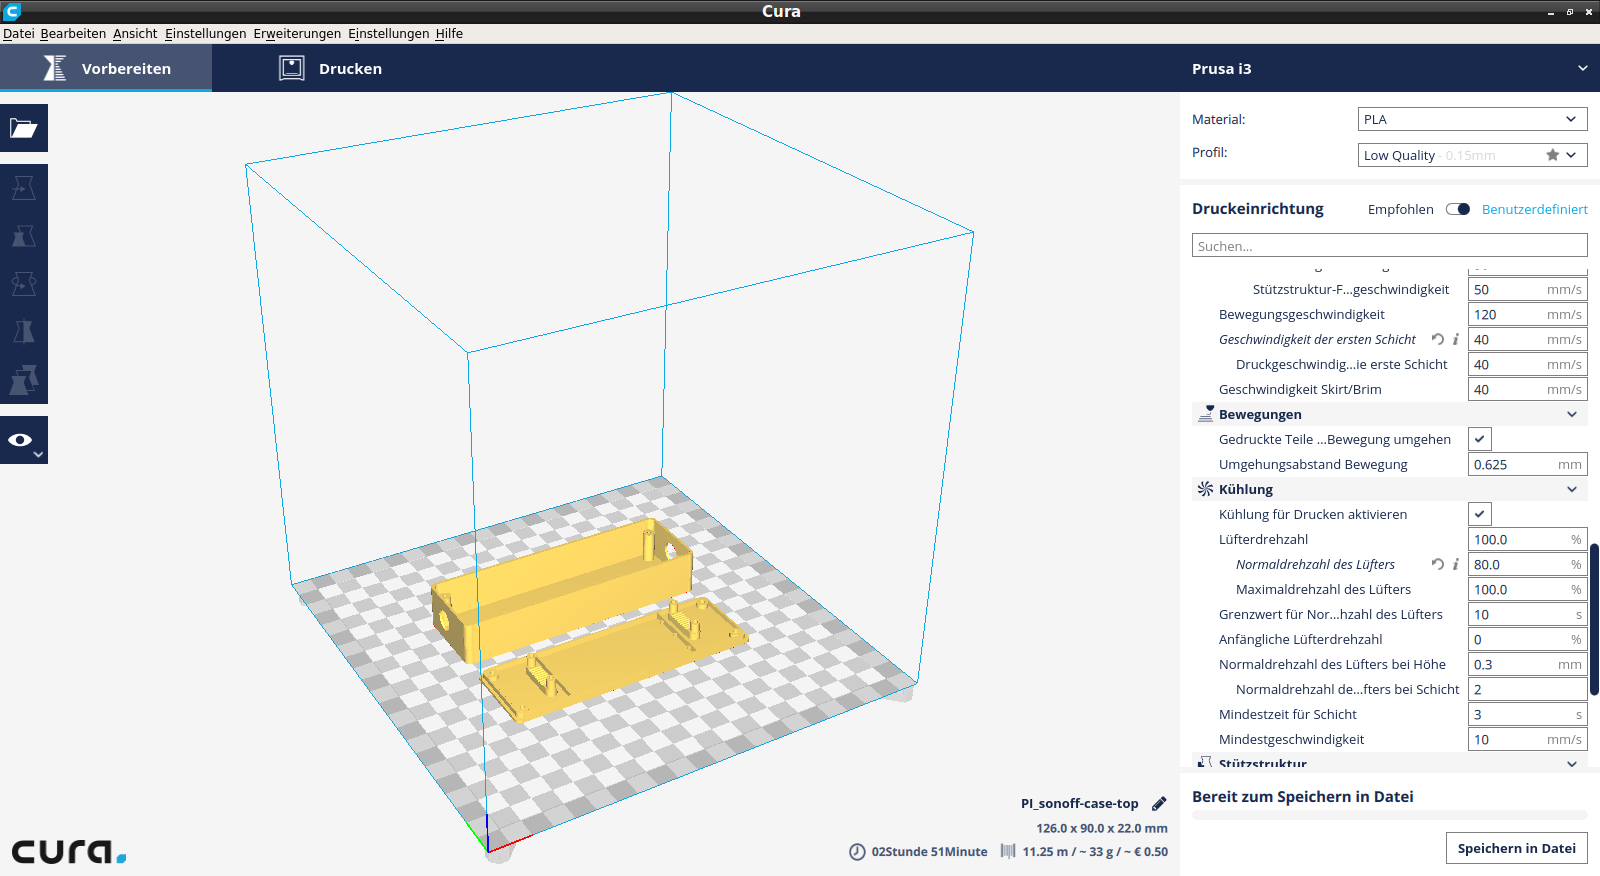 Cura
Datei Bearbeiten Ansicht Einstellungen Erweiterungen Einstellungen Hilfe
Vorbereiten Drucken Prusa i3
Material: PLA
Profil: Low Quality - 0.15mm
Druckeinrichtung Empfohlen Benutzerdefiniert
Suchen...
Stützstruktur-F...geschwindigkeit 50 mm/s
Bewegungsgeschwindigkeit 120 mm/s
Geschwindigkeit der ersten Schicht 40 mm/s
Druckgeschwindig...ie erste Schicht 40 mm/s
Geschwindigkeit Skirt/Brim 40 mm/s
Bewegungen
Gedruckte Teile ...Bewegung umgehen
Umgehungsabstand Bewegung 0.625 mm
Kühlung
Kühlung für Drucken aktivieren
Lüfterdrehzahl 100.0 %
Normaldrehzahl des Lüfters 80.0 %
Maximaldrehzahl des Lüfters 100.0 %
Grenzwert für Nor...hzahl des Lüfters 10 s
Anfängliche Lüfterdrehzahl 0 %
Normaldrehzahl des Lüfters bei Höhe 0.3 mm
Normaldrehzahl de...fters bei Schicht 2
Mindestzeit für Schicht 3 s
Mindestgeschwindigkeit 10 mm/s
Stützstruktur
PI_sonoff-case-top
126.0 x 90.0 x 22.0 mm
02Stunde 51Minute 11.25 m / ~ 33 g / ~ € 0.50
Bereit zum Speichern in Datei
Speichern in Datei
cura.